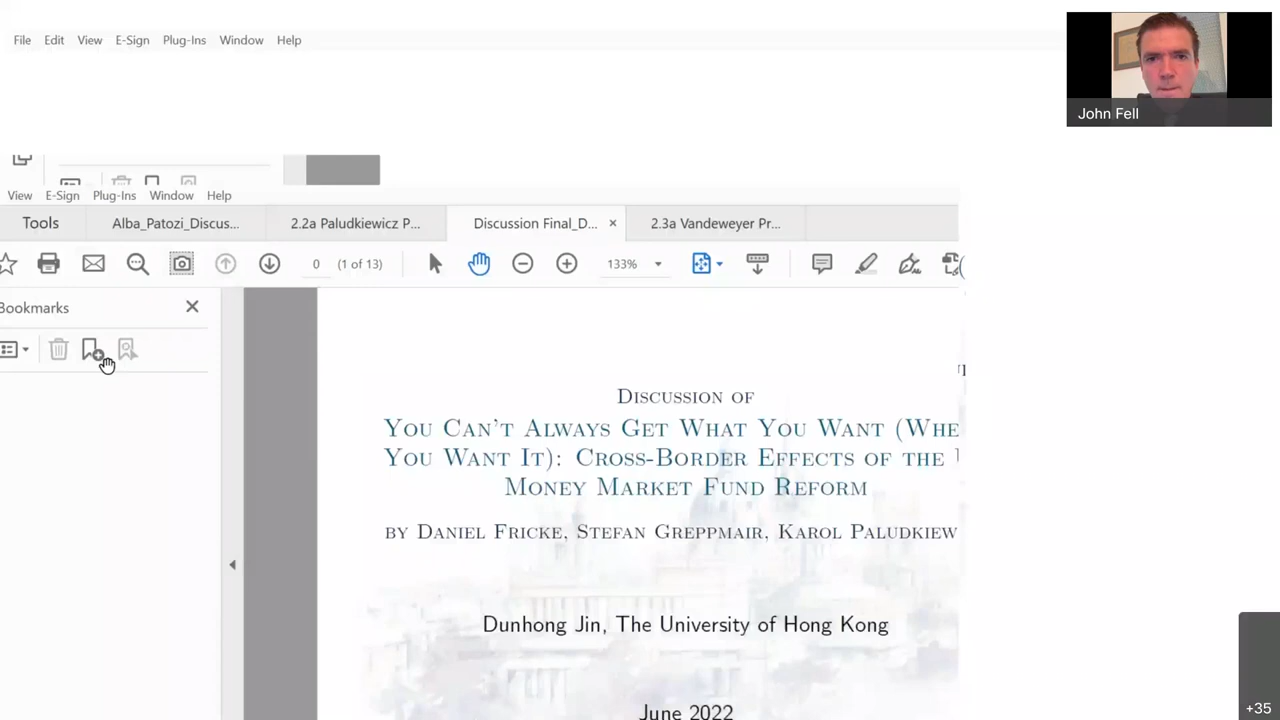 File Edit View E-Sign Plug-Ins Window Help
John Fell
View E-Sign Plug-Ins Window Help
Tools Alba_Patozi_Discus... 2.2a Paludkiewicz P... Discussion Final_D... × 2.3a Vandeweyer Pr...
0 (1 of 13) 133%
Bookmarks
Discussion of
You Can't Always Get What You Want (Whe
You Want It): Cross-Border Effects of the
Money Market Fund Reform
by Daniel Fricke, Stefan Greppmair, Karol Paludkiew
Dunhong Jin, The University of Hong Kong
June 2022
+35